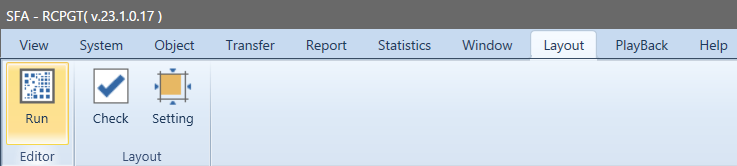 SFA - RCPGT( v.23.1.0.17 )
View System Object Transfer Report Statistics Window Layout PlayBack Help
Run Check Setting
Editor Layout